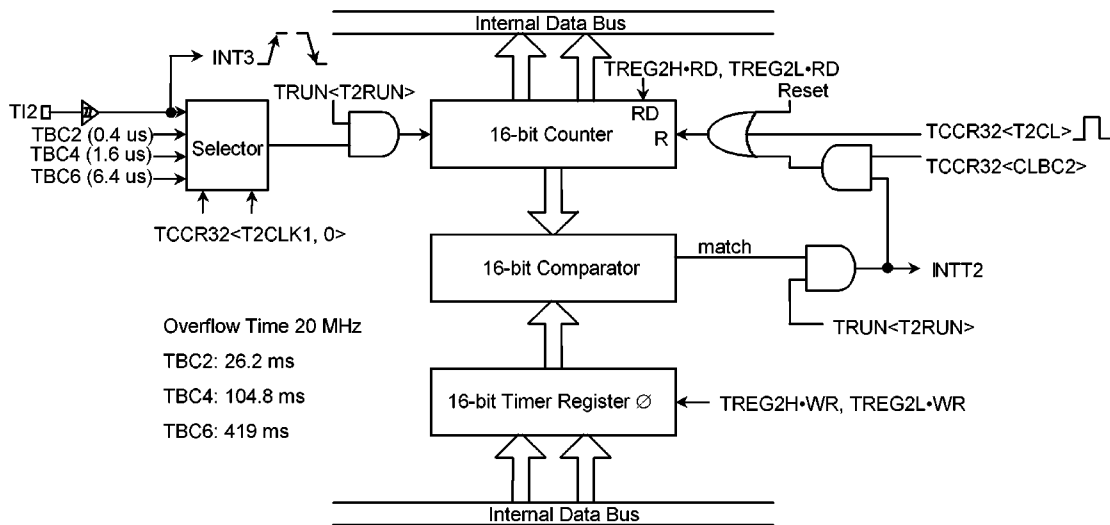 Internal Data Bus
INT3
TREG2H•RD, TREG2L•RD
TRUN<T2RUN>
Reset
TI2
RD
16-bit Counter
R
TBC2 (0.4 us)
TCCR32<T2CL>
Selector
TBC4 (1.6 us)
TCCR32<CLBC2>
TBC6 (6.4 us)
TCCR32<T2CLK1, 0>
match
16-bit Comparator
INTT2
Overflow Time 20 MHz
TRUN<T2RUN>
TBC2: 26.2 ms
TBC4: 104.8 ms
16-bit Timer Register ∅
TREG2H•WR, TREG2L•WR
TBC6: 419 ms
Internal Data Bus